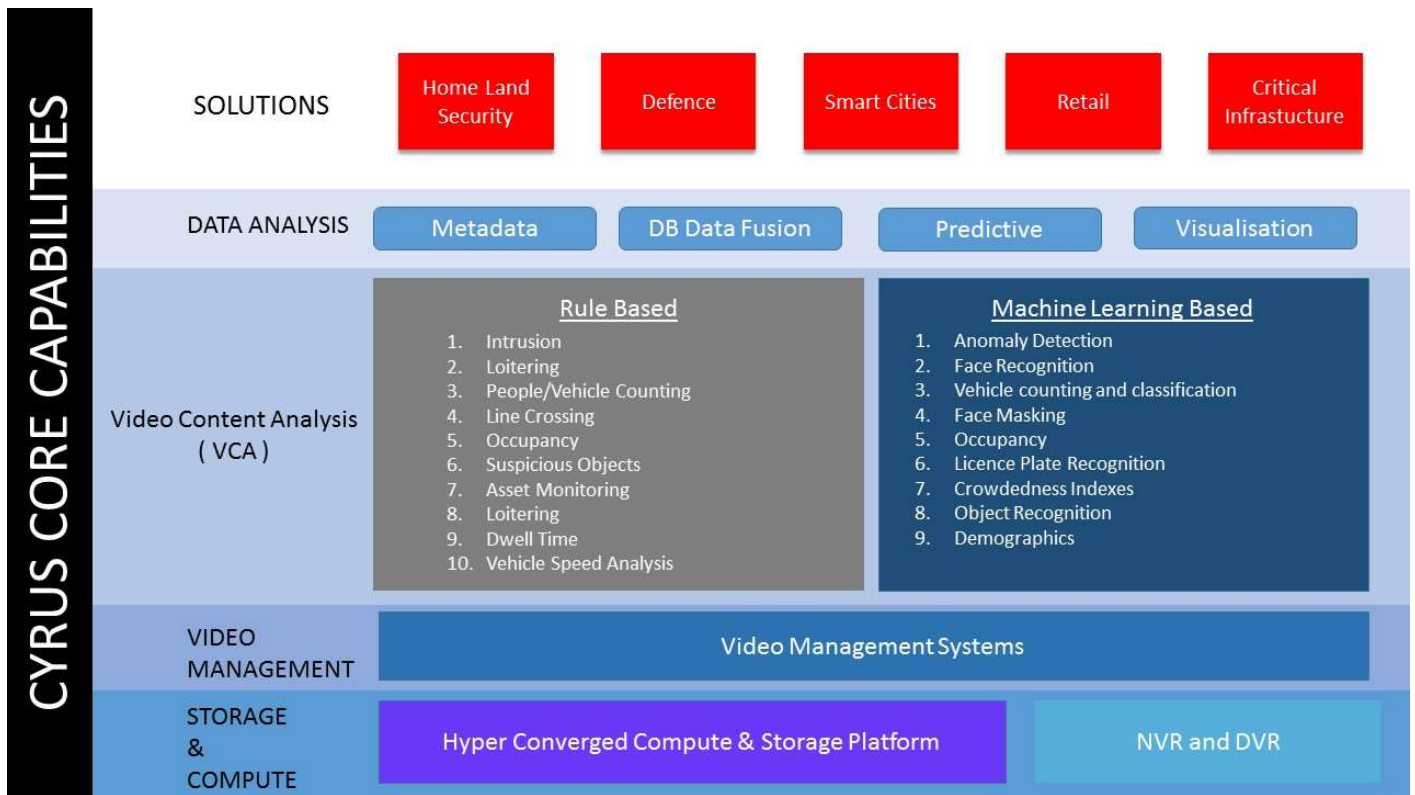 CYRUS CORE CAPABILITIES
SOLUTIONS
Home Land
Security
Defence
Smart Cities
Retail
Critical
Infrastucture
DATA ANALYSIS
Metadata
DB Data Fusion
Predictive
Visualisation
Video Content Analysis
( VCA )
Rule Based
1. Intrusion
2. Loitering
3. People/Vehicle Counting
4. Line Crossing
5. Occupancy
6. Suspicious Objects
7. Asset Monitoring
8. Loitering
9. Dwell Time
10. Vehicle Speed Analysis
Machine Learning Based
1. Anomaly Detection
2. Face Recognition
3. Vehicle counting and classification
4. Face Masking
5. Occupancy
6. Licence Plate Recognition
7. Crowdedness Indexes
8. Object Recognition
9. Demographics
VIDEO
MANAGEMENT
Video Management Systems
STORAGE
&
COMPUTE
Hyper Converged Compute & Storage Platform
NVR and DVR